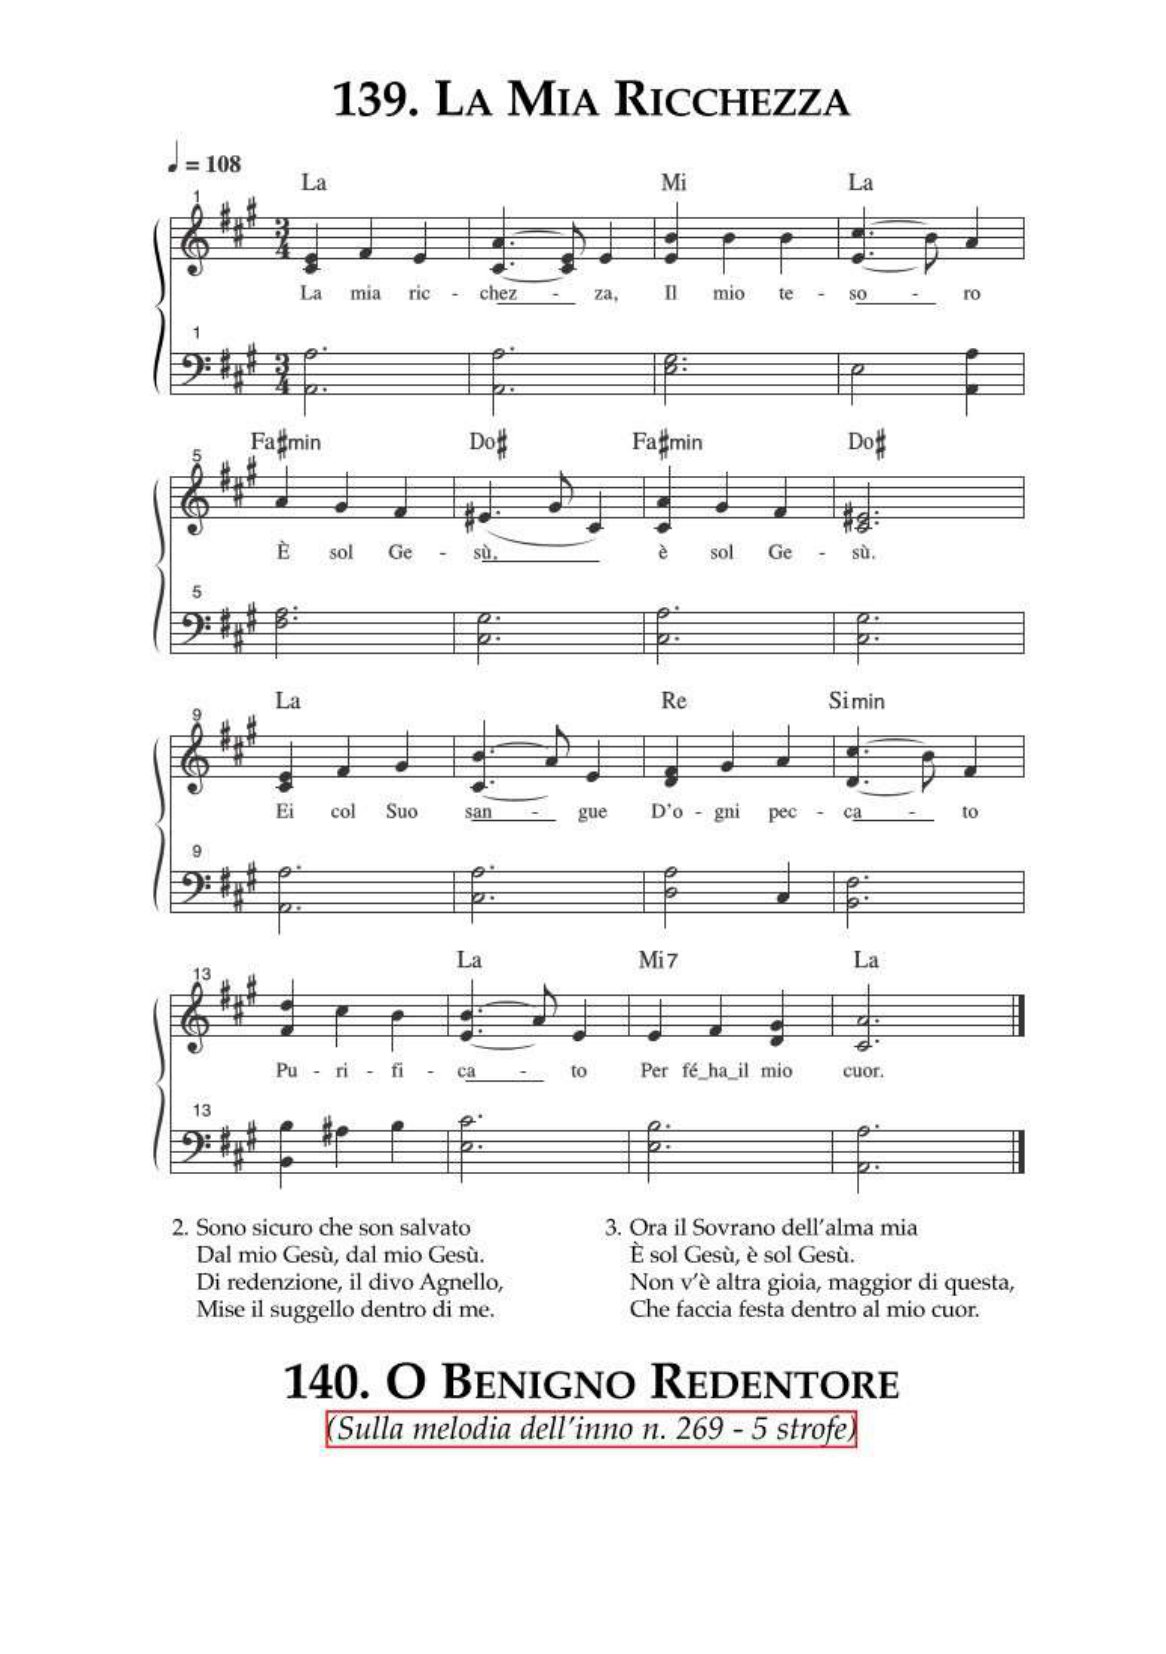 139. La Mia Ricchezza
♩ = 108
La Mi La
1
3 4
La mia ric - chez - za, Il mio te - so - ro
1
3 4
Fa♯min Do♯ Fa♯min Do♯
5
È sol Ge - sù, è sol Ge - sù.
5
La Re Simin
9
Ei col Suo san - gue D'o - gni pec - ca - to
9
La Mi7 La
13
Pu - ri - fi - ca - to Per fé_ha_il mio cuor.
13
2. Sono sicuro che son salvato
Dal mio Gesù, dal mio Gesù.
Di redenzione, il divo Agnello,
Mise il suggello dentro di me.
3. Ora il Sovrano dell'alma mia
È sol Gesù, è sol Gesù.
Non v'è altra gioia, maggior di questa,
Che faccia festa dentro al mio cuor.
140. O Benigno Redentore
(Sulla melodia dell'inno n. 269 - 5 strofe)